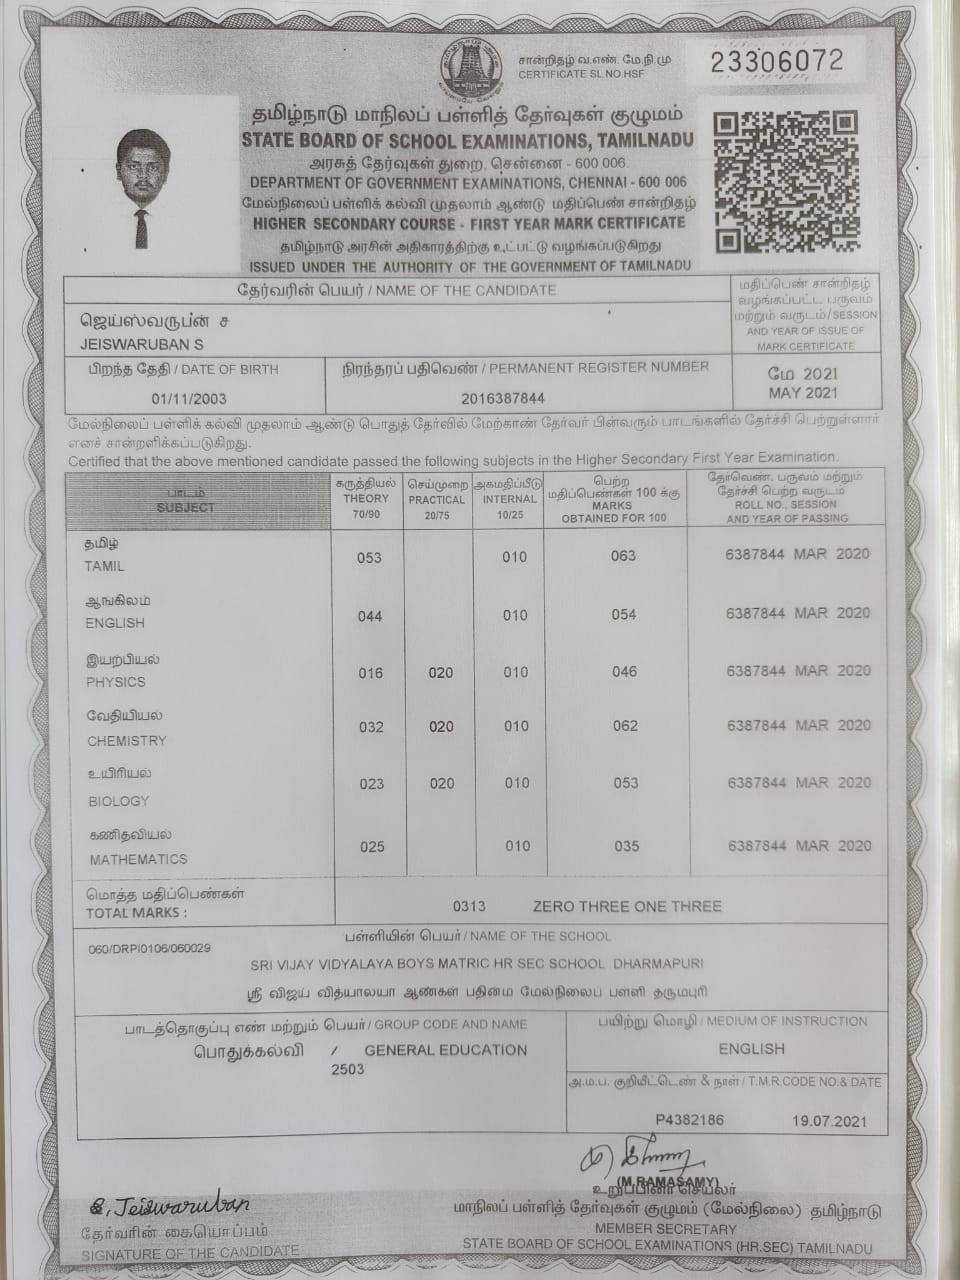 சான்றிதழ் வ.எண். மே.நி.மு
CERTIFICATE SL.NO HSF
23306072
தமிழ்நாடு மாநிலப் பள்ளித் தேர்வுகள் குழுமம்
STATE BOARD OF SCHOOL EXAMINATIONS, TAMILNADU
அரசுத் தேர்வுகள் துறை, சென்னை - 600 006.
DEPARTMENT OF GOVERNMENT EXAMINATIONS, CHENNAI - 600 006
மேல்நிலைப் பள்ளிக் கல்வி முதலாம் ஆண்டு மதிப்பெண் சான்றிதழ்
HIGHER SECONDARY COURSE - FIRST YEAR MARK CERTIFICATE
தமிழ்நாடு அரசின் அதிகாரத்திற்கு உட்பட்டு வழங்கப்படுகிறது
ISSUED UNDER THE AUTHORITY OF THE GOVERNMENT OF TAMILNADU
தேர்வரின் பெயர் / NAME OF THE CANDIDATE
ஜெய்ஸ்வருபன் ச
JEISWARUBAN S
மதிப்பெண் சான்றிதழ்
வழங்கப்பட்ட பருவம்
மற்றும் வருடம்/SESSION
AND YEAR OF ISSUE OF
MARK CERTIFICATE
பிறந்த தேதி / DATE OF BIRTH
01/11/2003
நிரந்தரப் பதிவெண் / PERMANENT REGISTER NUMBER
2016387844
மே 2021
MAY 2021
மேல்நிலைப் பள்ளி கல்வி முதலாம் ஆண்டு பொதுத் தேர்வில் மேற்காண் தேர்வர் பின்வரும் பாடங்களில் தேர்ச்சி பெற்றுள்ளார்
எனச் சான்றளிக்கப்படுகிறது.
Certified that the above mentioned candidate passed the following subjects in the Higher Secondary First Year Examination.
பாடம்
SUBJECT
கருத்தியல்
THEORY
70/90
செய்முறை
PRACTICAL
20/75
அகமதிப்பீடு
INTERNAL
10/25
பெற்ற
மதிப்பெண்கள் 100 க்கு
MARKS
OBTAINED FOR 100
தேர்வெண், பருவம் மற்றும்
தேர்ச்சி பெற்ற வருடம்
ROLL NO., SESSION
AND YEAR OF PASSING
தமிழ்
TAMIL 053 010 063 6387844 MAR 2020
ஆங்கிலம்
ENGLISH 044 010 054 6387844 MAR 2020
இயற்பியல்
PHYSICS 016 020 010 046 6387844 MAR 2020
வேதியியல்
CHEMISTRY 032 020 010 062 6387844 MAR 2020
உயிரியல்
BIOLOGY 023 020 010 053 6387844 MAR 2020
கணிதவியல்
MATHEMATICS 025 010 035 6387844 MAR 2020
மொத்த மதிப்பெண்கள்
TOTAL MARKS : 0313 ZERO THREE ONE THREE
பள்ளியின் பெயர் / NAME OF THE SCHOOL
060/DRPI0106/060029
SRI VIJAY VIDYALAYA BOYS MATRIC HR SEC SCHOOL DHARMAPURI
ஸ்ரீ விஜய் வித்யாலயா ஆண்கள் பதின்ம மேல்நிலைப் பள்ளி தருமபுரி
பாடத்தொகுப்பு எண் மற்றும் பெயர் / GROUP CODE AND NAME
பொதுக்கல்வி / GENERAL EDUCATION
2503
பயிற்று மொழி / MEDIUM OF INSTRUCTION
ENGLISH
அ.ம.ப. குறியீட்டெண் & நாள் / T.M.R.CODE NO.& DATE
P4382186 19.07.2021
S. Jeiswaruban
தேர்வரின் கையொப்பம்
SIGNATURE OF THE CANDIDATE
(M.RAMASAMY)
உறுப்பினர் செயலர்
மாநிலப் பள்ளித் தேர்வுகள் குழுமம் (மேல்நிலை) தமிழ்நாடு
MEMBER SECRETARY
STATE BOARD OF SCHOOL EXAMINATIONS (HR.SEC) TAMILNADU